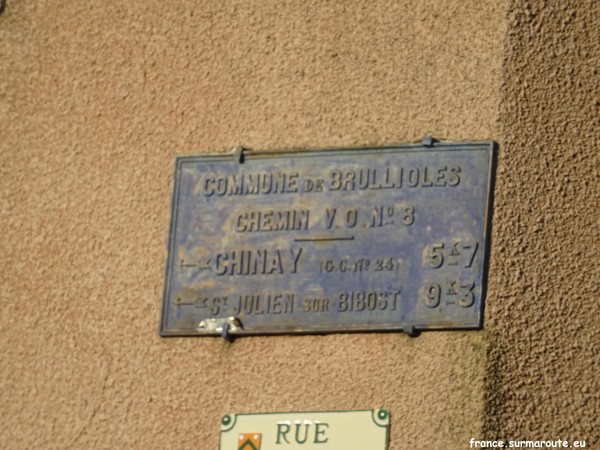 COMMUNE DE BRULLIOLES
CHEMIN V.O. Nº 8
CHINAY (G.C. Nº 24) 5K7
ST JULIEN SUR BIBOST 9K3
RUE
france.surmaroute.eu